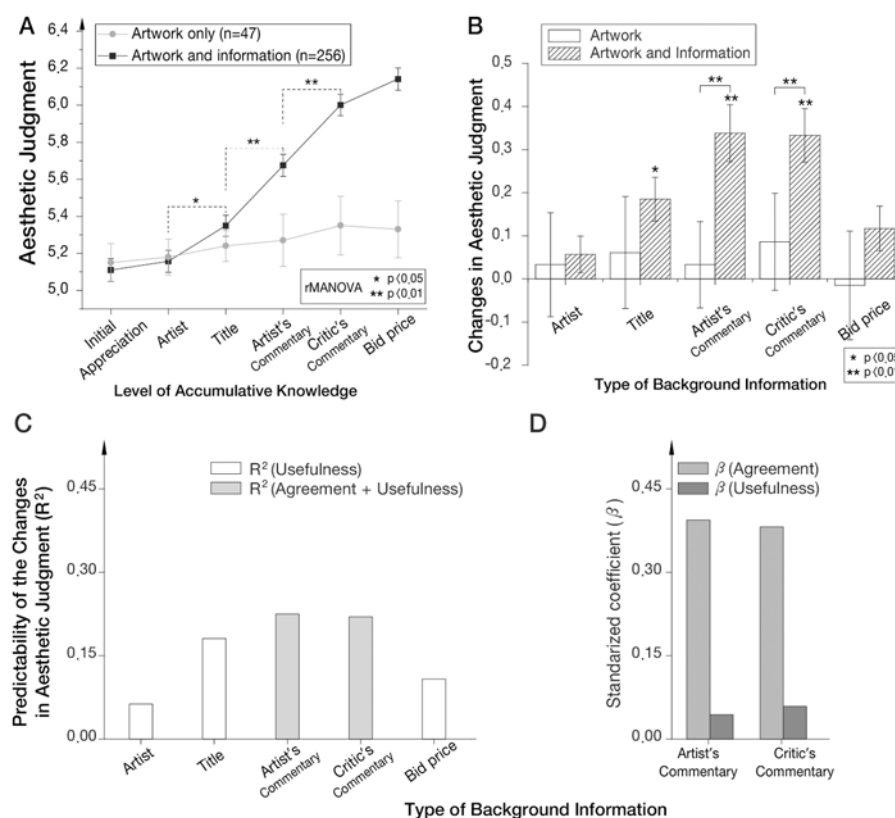 A
Artwork only (n=47)
Artwork and information (n=256)
Aesthetic Judgment
6.4
6.2
6.0
5.8
5.6
5.4
5.2
5.0
*
**
**
rMANOVA
* p<0.05
** p<0.01
Initial
Appreciation
Artist
Title
Artist's
Commentary
Critic's
Commentary
Bid price
Level of Accumulative Knowledge
B
Artwork
Artwork and Information
Changes in Aesthetic Judgment
0.5
0.4
0.3
0.2
0.1
0.0
-0.1
-0.2
*
**
**
**
**
Artist
Title
Artist's
Commentary
Critic's
Commentary
Bid price
* p<0.05
** p<0.01
Type of Background Information
C
R² (Usefulness)
R² (Agreement + Usefulness)
Predictability of the Changes
in Aesthetic Judgment (R²)
0.45
0.30
0.15
0.00
Artist
Title
Artist's
Commentary
Critic's
Commentary
Bid price
D
β (Agreement)
β (Usefulness)
Standarized coefficient (β)
0.45
0.30
0.15
0.00
Artist's
Commentary
Critic's
Commentary
Type of Background Information